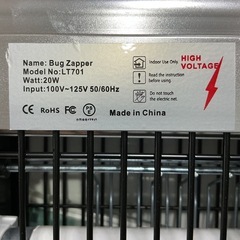 Name: Bug Zapper
Model No:LT701
Watt:20W
Input:100V~125V 50/60Hz
CE RoHS FC
Indoor Use Only
Read the instruction
before using
Do not touch
the electric net
HIGH
VOLTAGE
Made in China